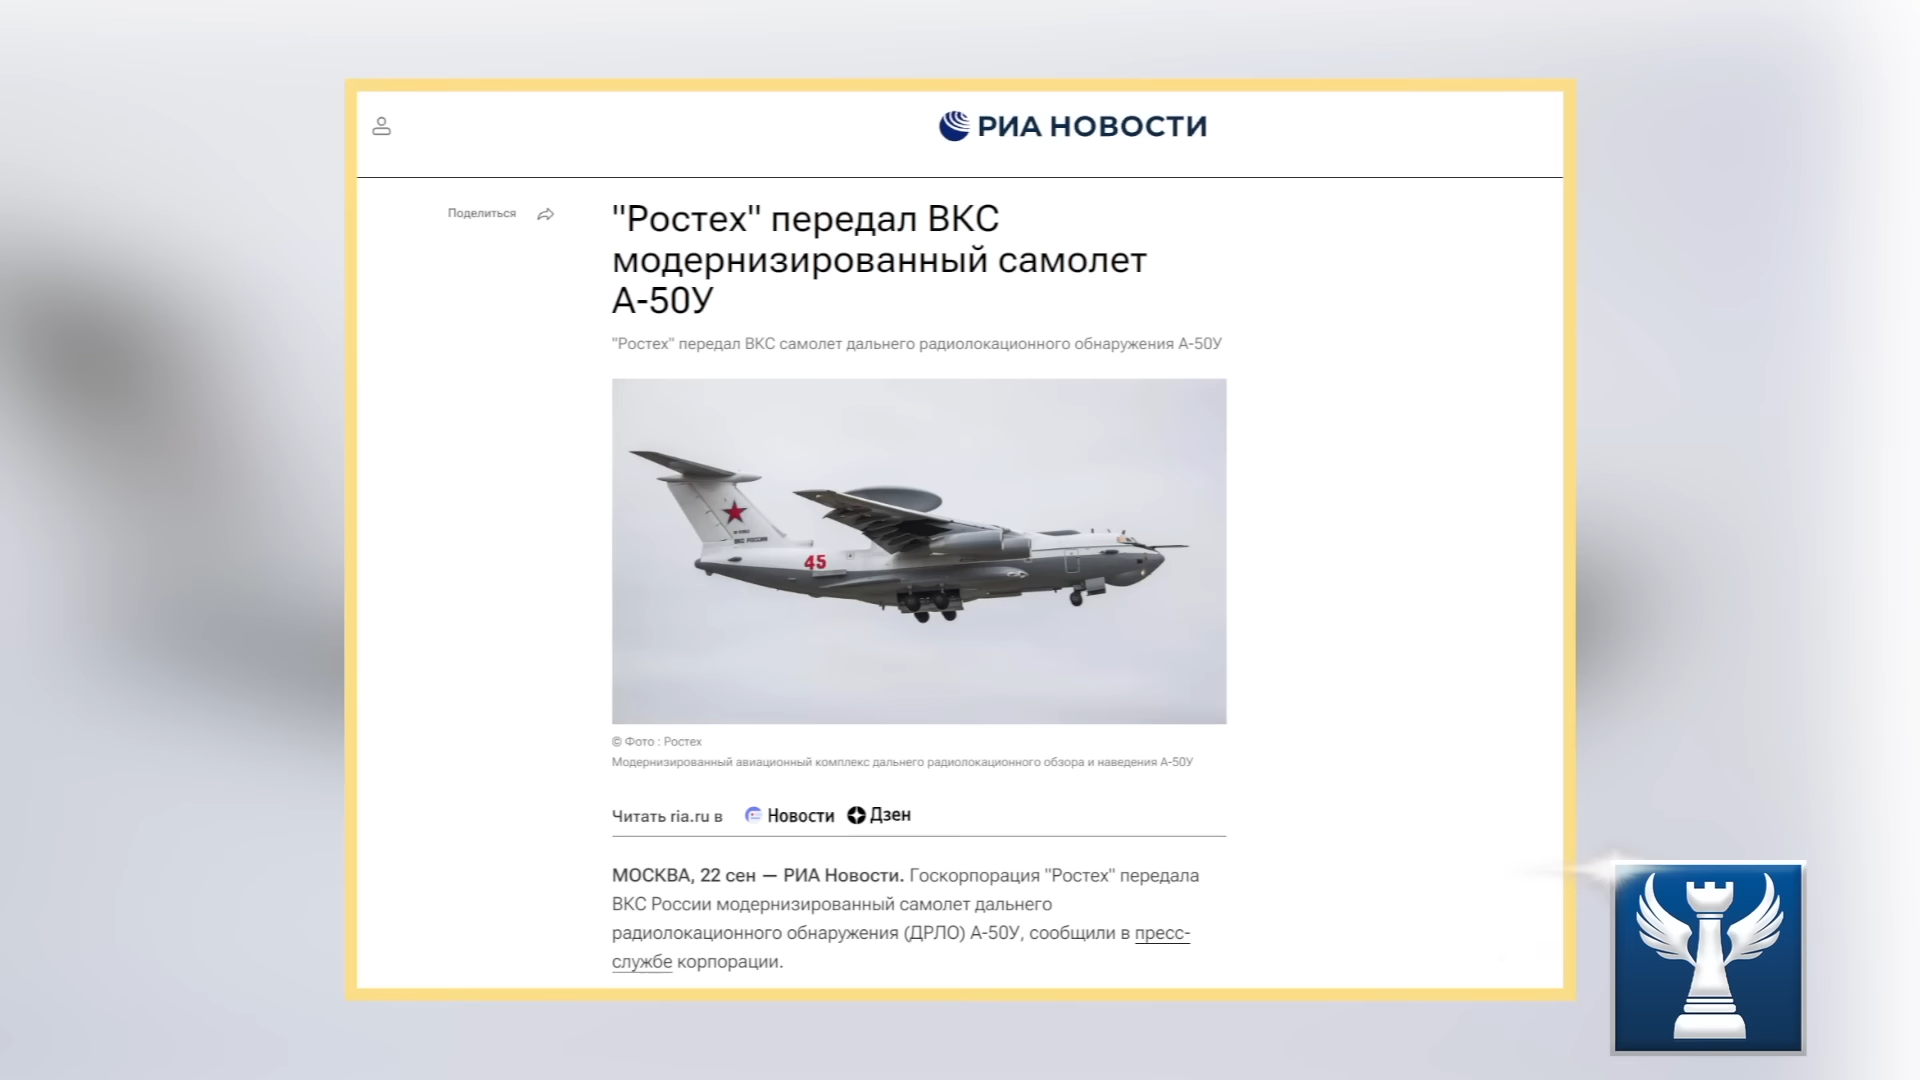 РИА НОВОСТИ
Поделиться
"Ростех" передал ВКС
модернизированный самолет
А-50У
"Ростех" передал ВКС самолет дальнего радиолокационного обнаружения А-50У
45
ВКС РОССИИ
© Фото : Ростех
Модернизированный авиационный комплекс дальнего радиолокационного обзора и наведения А-50У
Читать ria.ru в Новости Дзен
МОСКВА, 22 сен — РИА Новости. Госкорпорация "Ростех" передала
ВКС России модернизированный самолет дальнего
радиолокационного обнаружения (ДРЛО) А-50У, сообщили в пресс-
службе корпорации.